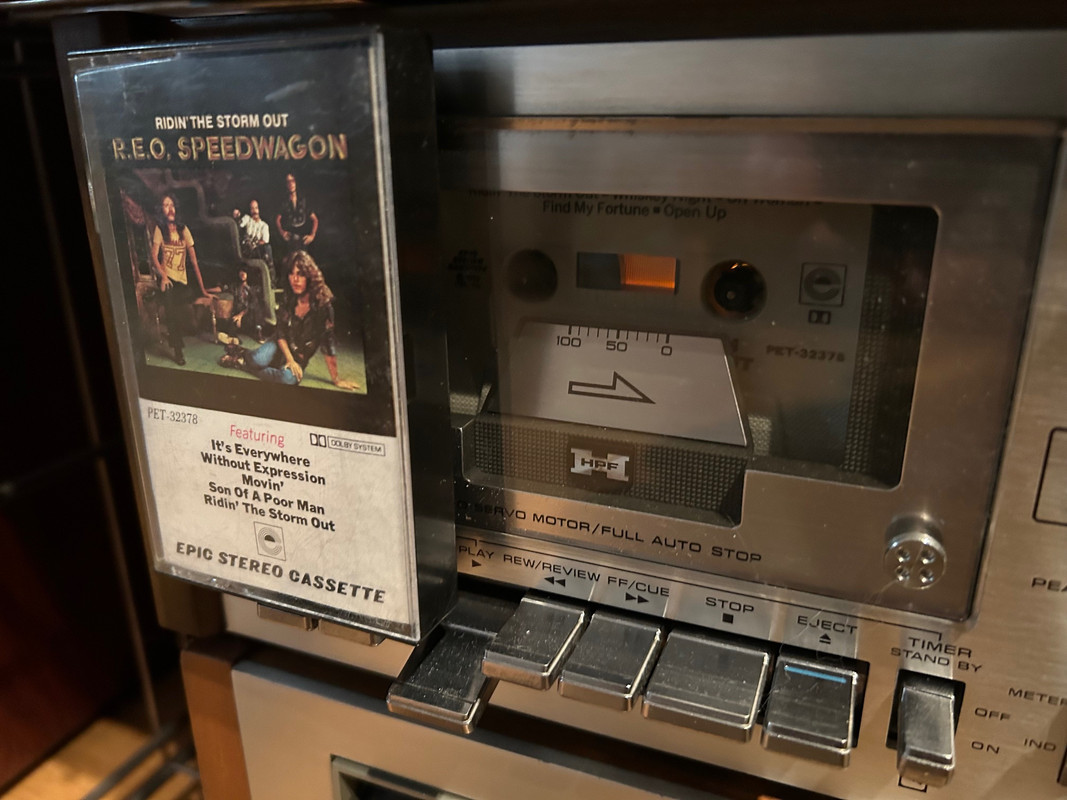 RIDIN' THE STORM OUT
R.E.O. SPEEDWAGON
77
PET-32378
Featuring
DOLBY SYSTEM
It's Everywhere
Without Expression
Movin'
Son Of A Poor Man
Ridin' The Storm Out
e
EPIC STEREO CASSETTE
Find My Fortune ■ Open Up
e
PET-32378
100 50 0
HPF
SERVO MOTOR/FULL AUTO STOP
PLAY
REW/REVIEW
FF/CUE
STOP
EJECT
TIMER
STAND BY
OFF
ON
METER
IND